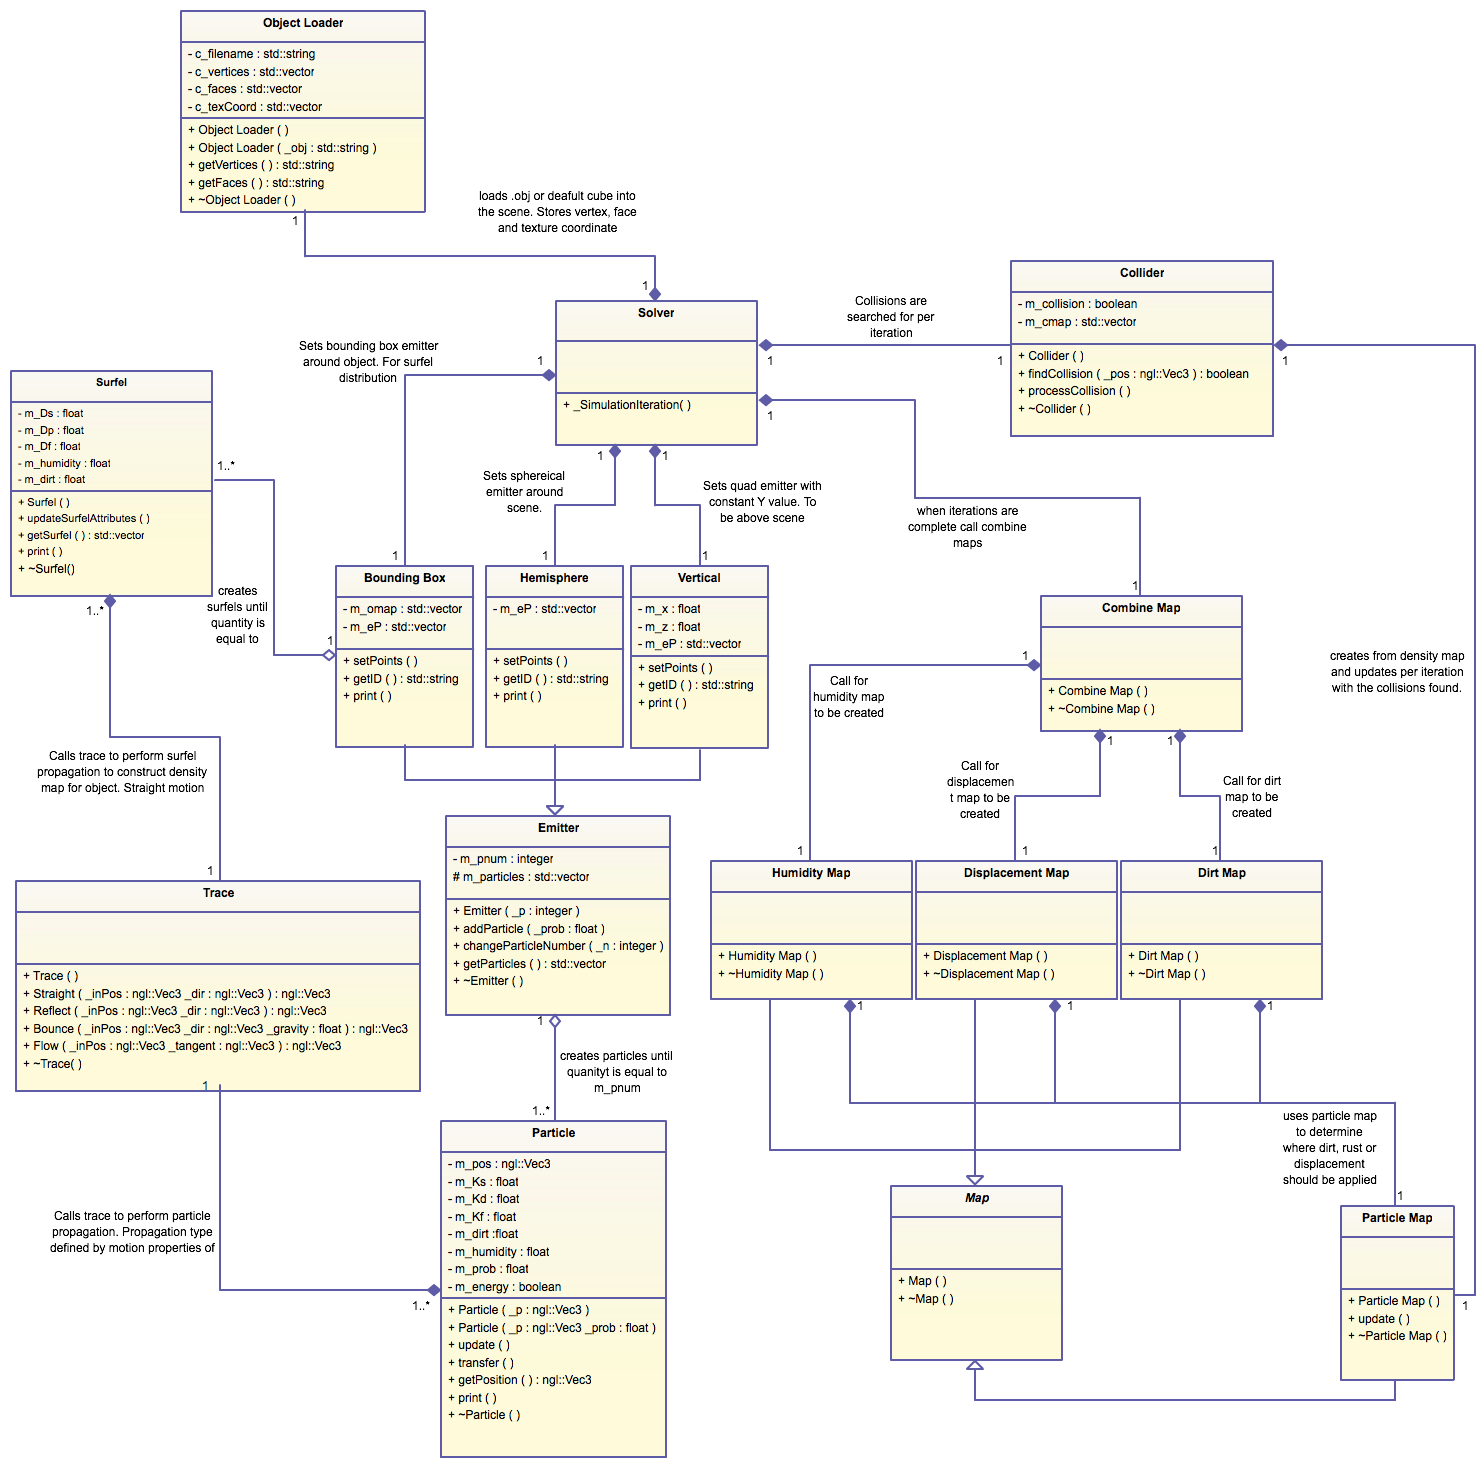 Object Loader
- c_filename : std::string
- c_vertices : std::vector
- c_faces : std::vector
- c_texCoord : std::vector
+ Object Loader ( )
+ Object Loader ( _obj : std::string )
+ getVertices ( ) : std::string
+ getFaces ( ) : std::string
+ ~Object Loader ( )
1
loads .obj or deafult cube into
the scene. Stores vertex, face
and texture coordinate
1
Solver
+ _SimulationIteration( )
1
1
1
1
1
Collisions are
searched for per
iteration
1
Collider
- m_collision : boolean
- m_cmap : std::vector
+ Collider ( )
+ findCollision ( _pos : ngl::Vec3 ) : boolean
+ processCollision ( )
+ ~Collider ( )
1
Sets bounding box emitter
around object. For surfel
distribution
Surfel
- m_Ds : float
- m_Dp : float
- m_Df : float
- m_humidity : float
- m_dirt : float
+ Surfel ( )
+ updateSurfelAttributes ( )
+ getSurfel ( ) : std::vector
+ print ( )
+ ~Surfel()
1..*
1..*
creates
surfels until
quantity is
equal to
1
Sets sphereical
emitter around
scene.
Sets quad emitter with
constant Y value. To
be above scene
when iterations are
complete call combine
maps
1
Bounding Box
- m_omap : std::vector
- m_eP : std::vector
+ setPoints ( )
+ getID ( ) : std::string
+ print ( )
1
Hemisphere
- m_eP : std::vector
+ setPoints ( )
+ getID ( ) : std::string
+ print ( )
1
Vertical
- m_x : float
- m_z : float
- m_eP : std::vector
+ setPoints ( )
+ getID ( ) : std::string
+ print ( )
1
Combine Map
+ Combine Map ( )
+ ~Combine Map ( )
1
1
1
creates from density map
and updates per iteration
with the collisions found.
Call for
humidity map
to be created
Call for
displacemen
t map to be
created
Call for dirt
map to be
created
Calls trace to perform surfel
propagation to construct density
map for object. Straight motion
1
Trace
+ Trace ( )
+ Straight ( _inPos : ngl::Vec3 _dir : ngl::Vec3 ) : ngl::Vec3
+ Reflect ( _inPos : ngl::Vec3 _dir : ngl::Vec3 ) : ngl::Vec3
+ Bounce ( _inPos : ngl::Vec3 _dir : ngl::Vec3 _gravity : float ) : ngl::Vec3
+ Flow ( _inPos : ngl::Vec3 _tangent : ngl::Vec3 ) : ngl::Vec3
+ ~Trace( )
1
Emitter
- m_pnum : integer
# m_particles : std::vector
+ Emitter ( _p : integer )
+ addParticle ( _prob : float )
+ changeParticleNumber ( _n : integer )
+ getParticles ( ) : std::vector
+ ~Emitter ( )
1
creates particles until
quanityt is equal to
m_pnum
1..*
1
Humidity Map
+ Humidity Map ( )
+ ~Humidity Map ( )
1
1
Displacement Map
+ Displacement Map ( )
+ ~Displacement Map ( )
1
1
Dirt Map
+ Dirt Map ( )
+ ~Dirt Map ( )
1
uses particle map
to determine
where dirt, rust or
displacement
should be applied
Calls trace to perform particle
propagation. Propagation type
defined by motion properties of
1..*
Particle
- m_pos : ngl::Vec3
- m_Ks : float
- m_Kd : float
- m_Kf : float
- m_dirt :float
- m_humidity : float
- m_prob : float
- m_energy : boolean
+ Particle ( _p : ngl::Vec3 )
+ Particle ( _p : ngl::Vec3 _prob : float )
+ update ( )
+ transfer ( )
+ getPosition ( ) : ngl::Vec3
+ print ( )
+ ~Particle ( )
Map
+ Map ( )
+ ~Map ( )
1
Particle Map
+ Particle Map ( )
+ update ( )
+ ~Particle Map ( )
1